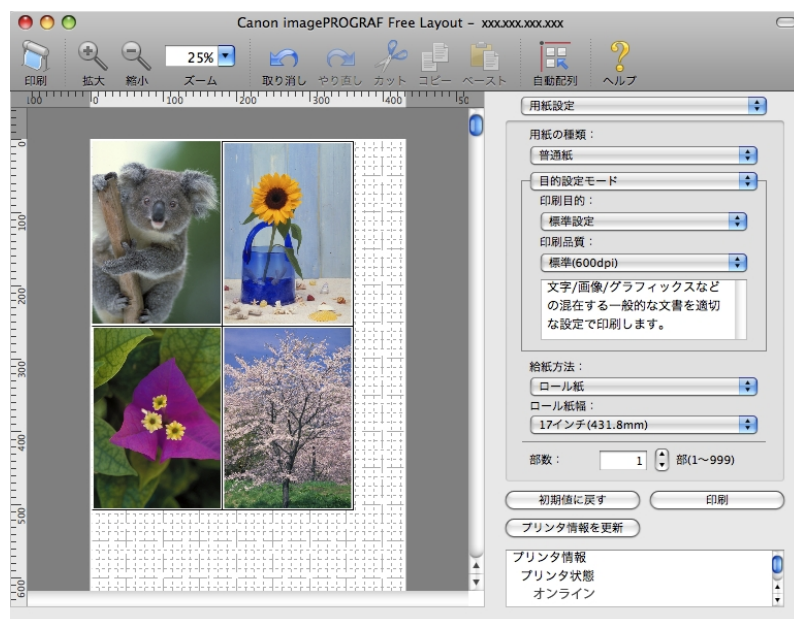 Canon imagePROGRAF Free Layout - xxx.xxx.xxx.xxx
25%
印刷 拡大 縮小 ズーム 取り消し やり直し カット コピー ペースト 自動配列 ヘルプ
100 0 100 200 300 400 50
0
100
200
300
400
500
600
用紙設定
用紙の種類：
普通紙
目的設定モード
印刷目的：
標準設定
印刷品質：
標準(600dpi)
文字/画像/グラフィックスなど
の混在する一般的な文書を適切
な設定で印刷します。
給紙方法：
ロール紙
ロール紙幅：
17インチ(431.8mm)
部数： 1 部(1〜999)
初期値に戻す 印刷
プリンタ情報を更新
プリンタ情報
プリンタ状態
オンライン